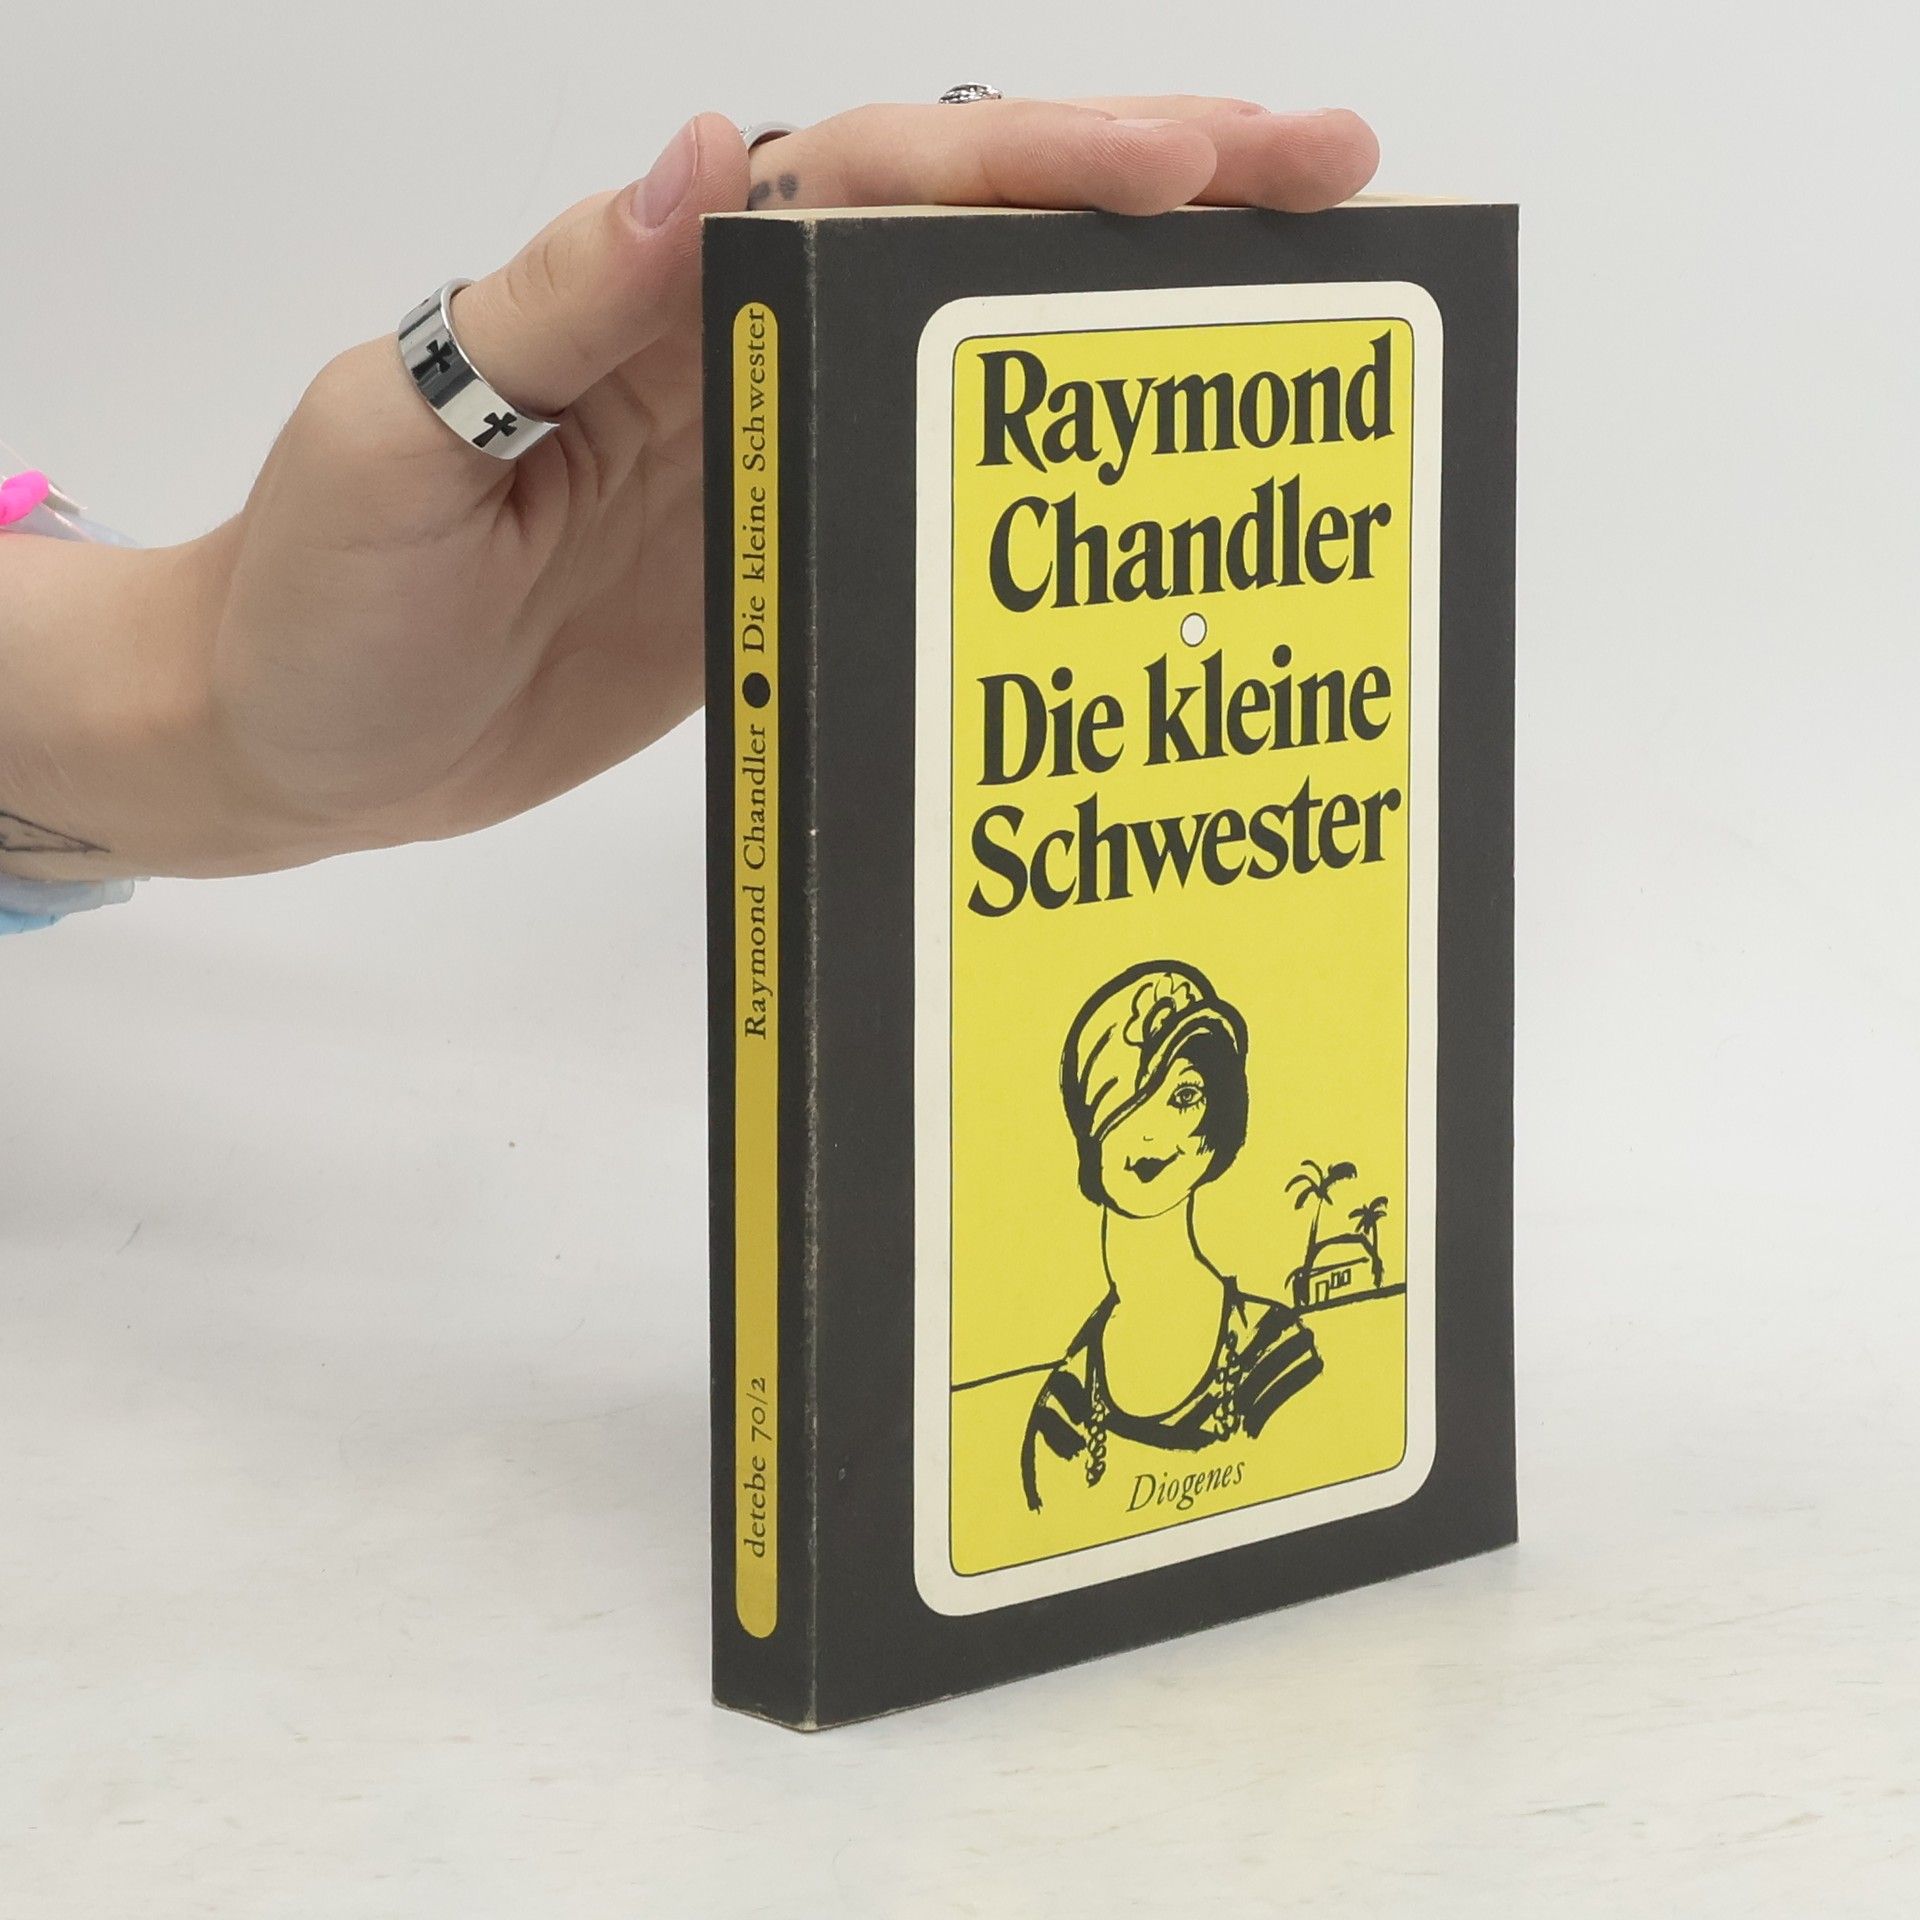 Raymond Chandler ● Die kleine Schwester
detebe 70/2
Raymond
Chandler
Die kleine
Schwester
Diogenes